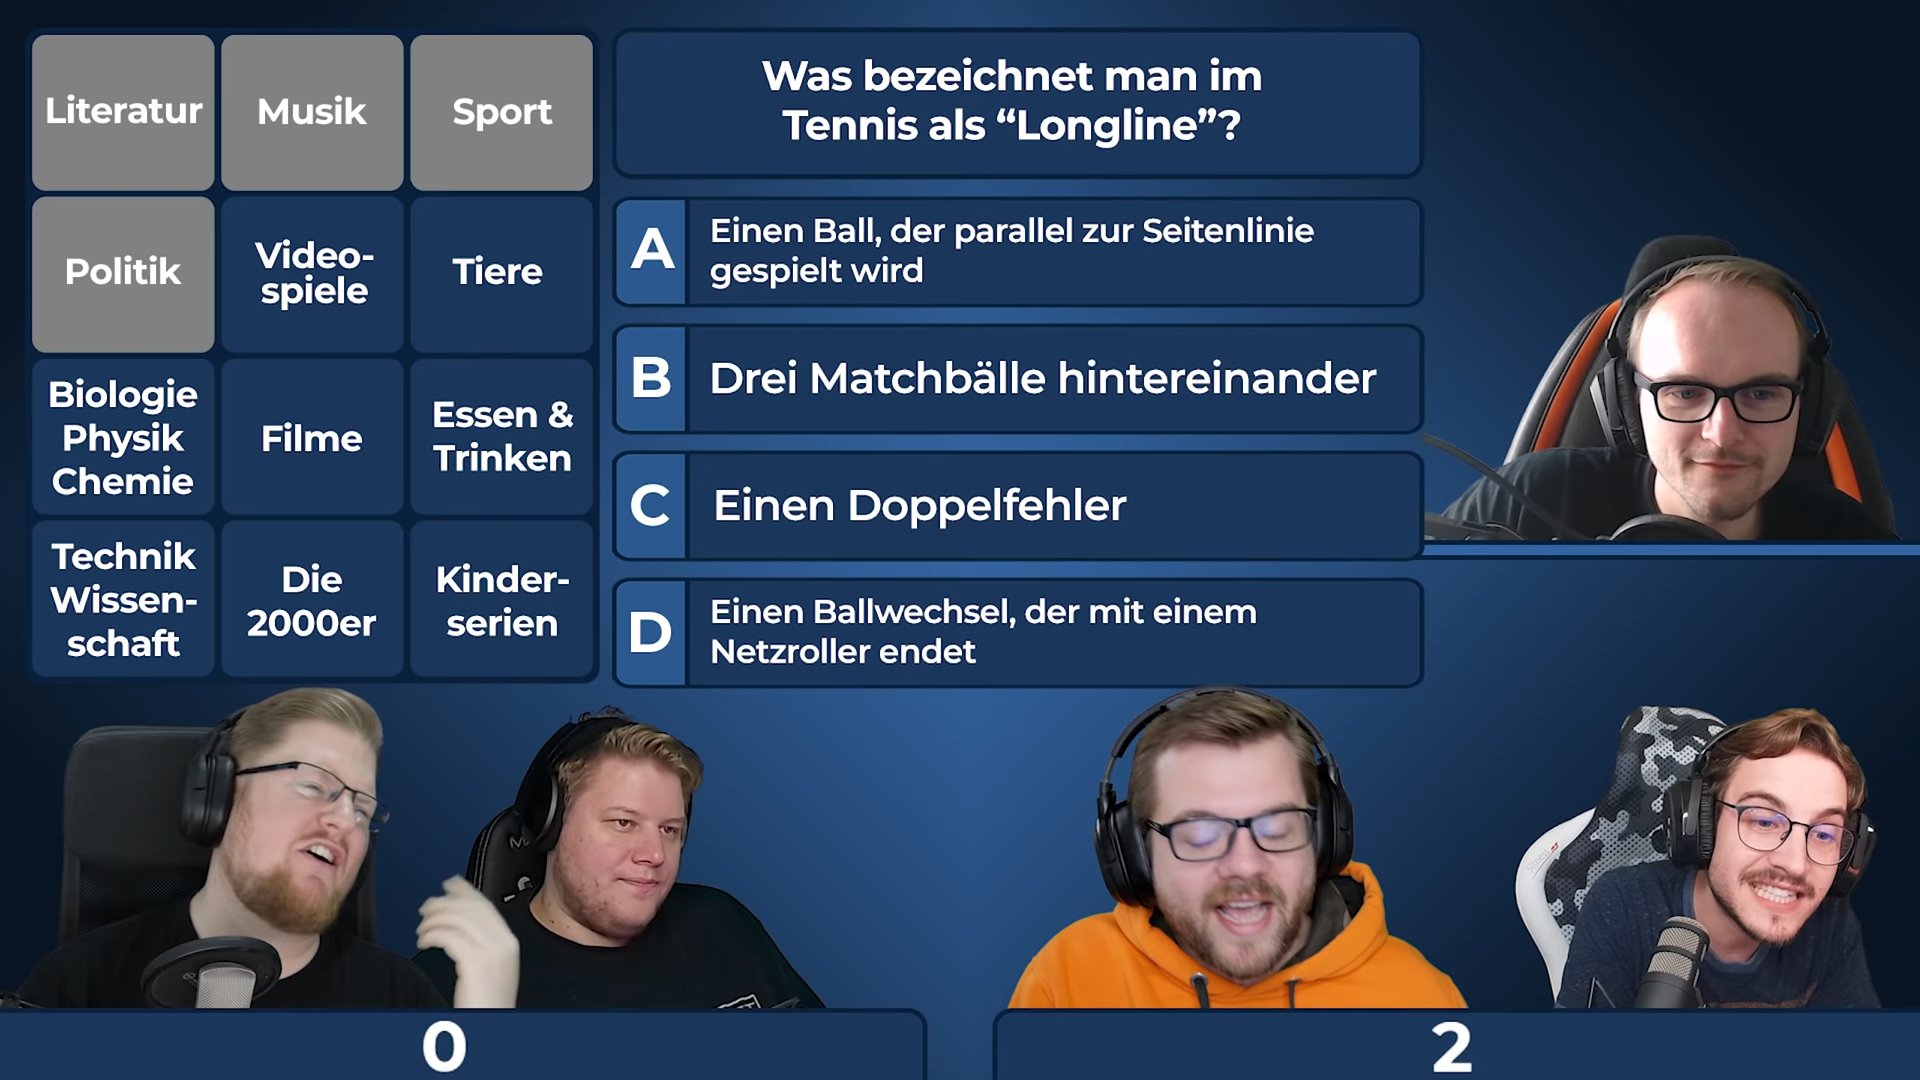 Literatur
Musik
Sport
Politik
Video-
spiele
Tiere
Biologie
Physik
Chemie
Filme
Essen &
Trinken
Technik
Wissen-
schaft
Die
2000er
Kinder-
serien
Was bezeichnet man im
Tennis als “Longline”?
A
Einen Ball, der parallel zur Seitenlinie
gespielt wird
B
Drei Matchbälle hintereinander
C
Einen Doppelfehler
D
Einen Ballwechsel, der mit einem
Netzroller endet
0
2